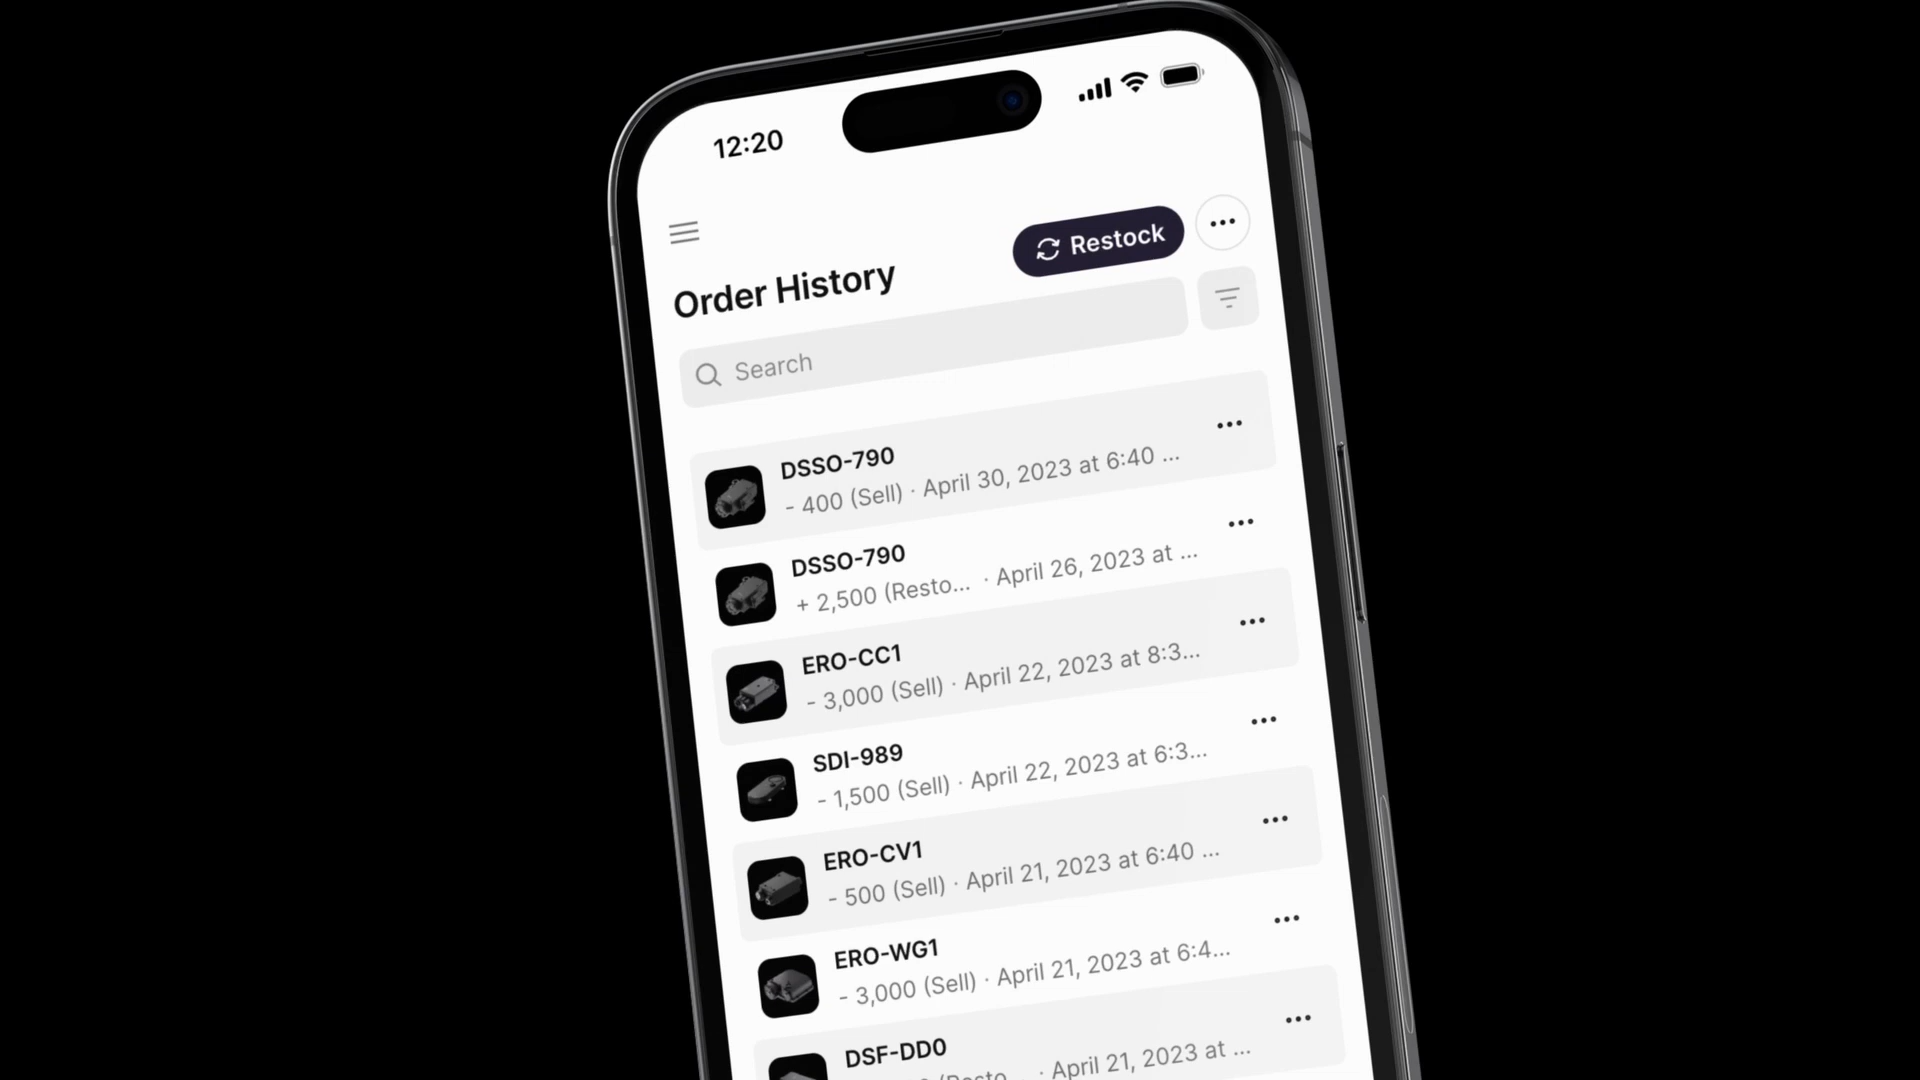 12:20
Restock
Order History
Search
DSSO-790
- 400 (Sell) · April 30, 2023 at 6:40 ...
DSSO-790
+ 2,500 (Resto... · April 26, 2023 at ...
ERO-CC1
- 3,000 (Sell) · April 22, 2023 at 8:3...
SDI-989
- 1,500 (Sell) · April 22, 2023 at 6:3...
ERO-CV1
- 500 (Sell) · April 21, 2023 at 6:40 ...
ERO-WG1
- 3,000 (Sell) · April 21, 2023 at 6:4...
DSF-DD0
(Resto... · April 21, 2023 at ...